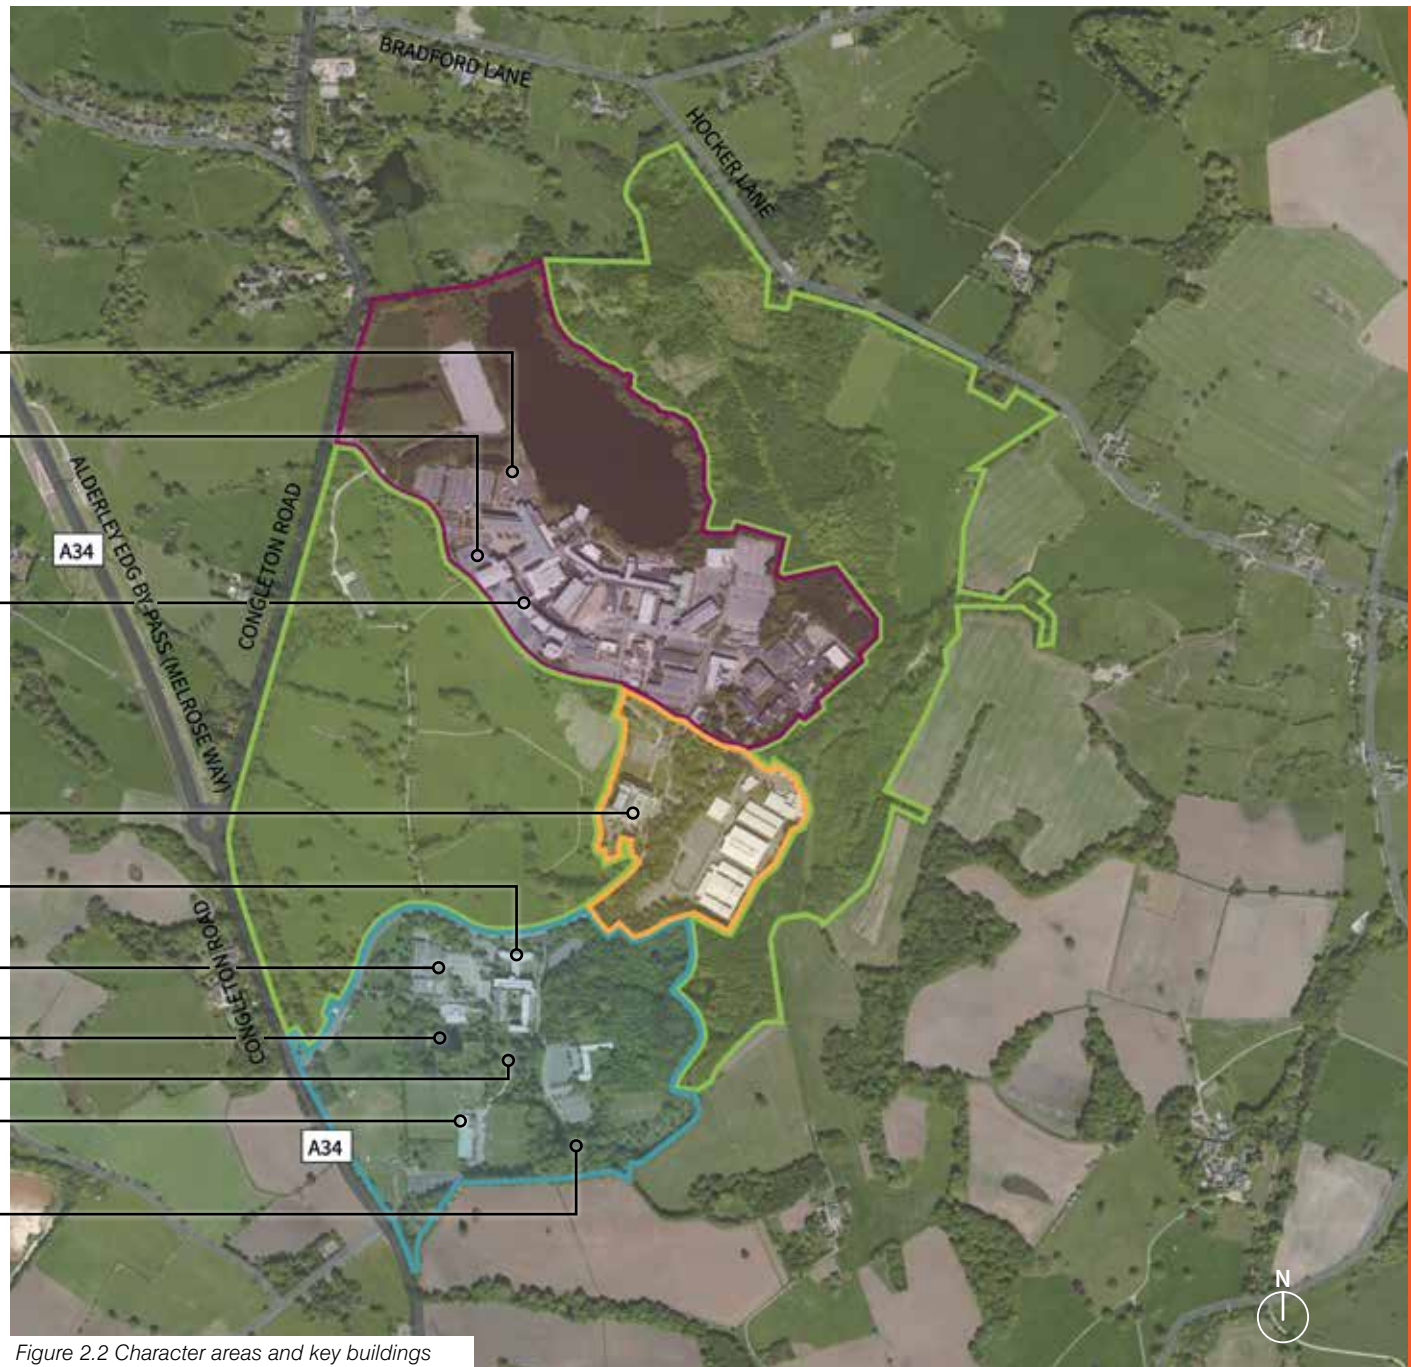 BRADFORD LANE
HOCKER LANE
ALDERLEY EDG BY-PASS (MELROSE WAY)
A34
CONGLETON ROAD
CONGLETON ROAD
A34
N
Figure 2.2 Character areas and key buildings